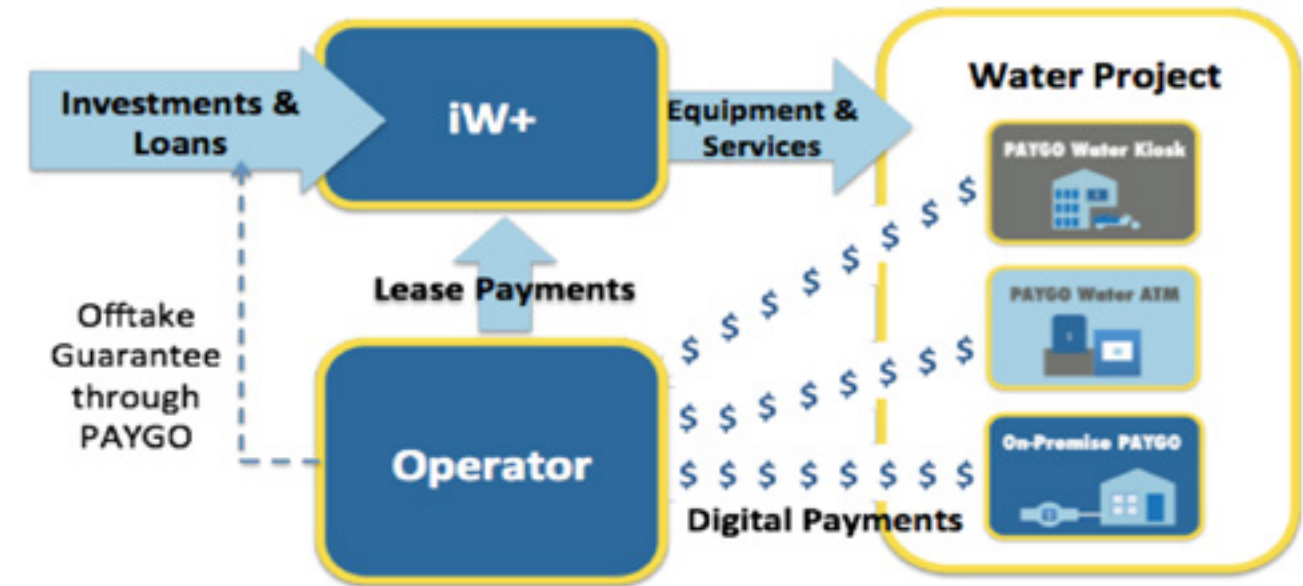 Investments &
Loans
iW+
Equipment &
Services
Water Project
PAYGO Water Kiosk
PAYGO Water ATM
On-Premise PAYGO
Lease Payments
Offtake
Guarantee
through
PAYGO
Operator
$ $ $ $ $ $ $ $
$ $ $ $ $ $ $ $
$ $ $ $ $ $ $ $
Digital Payments